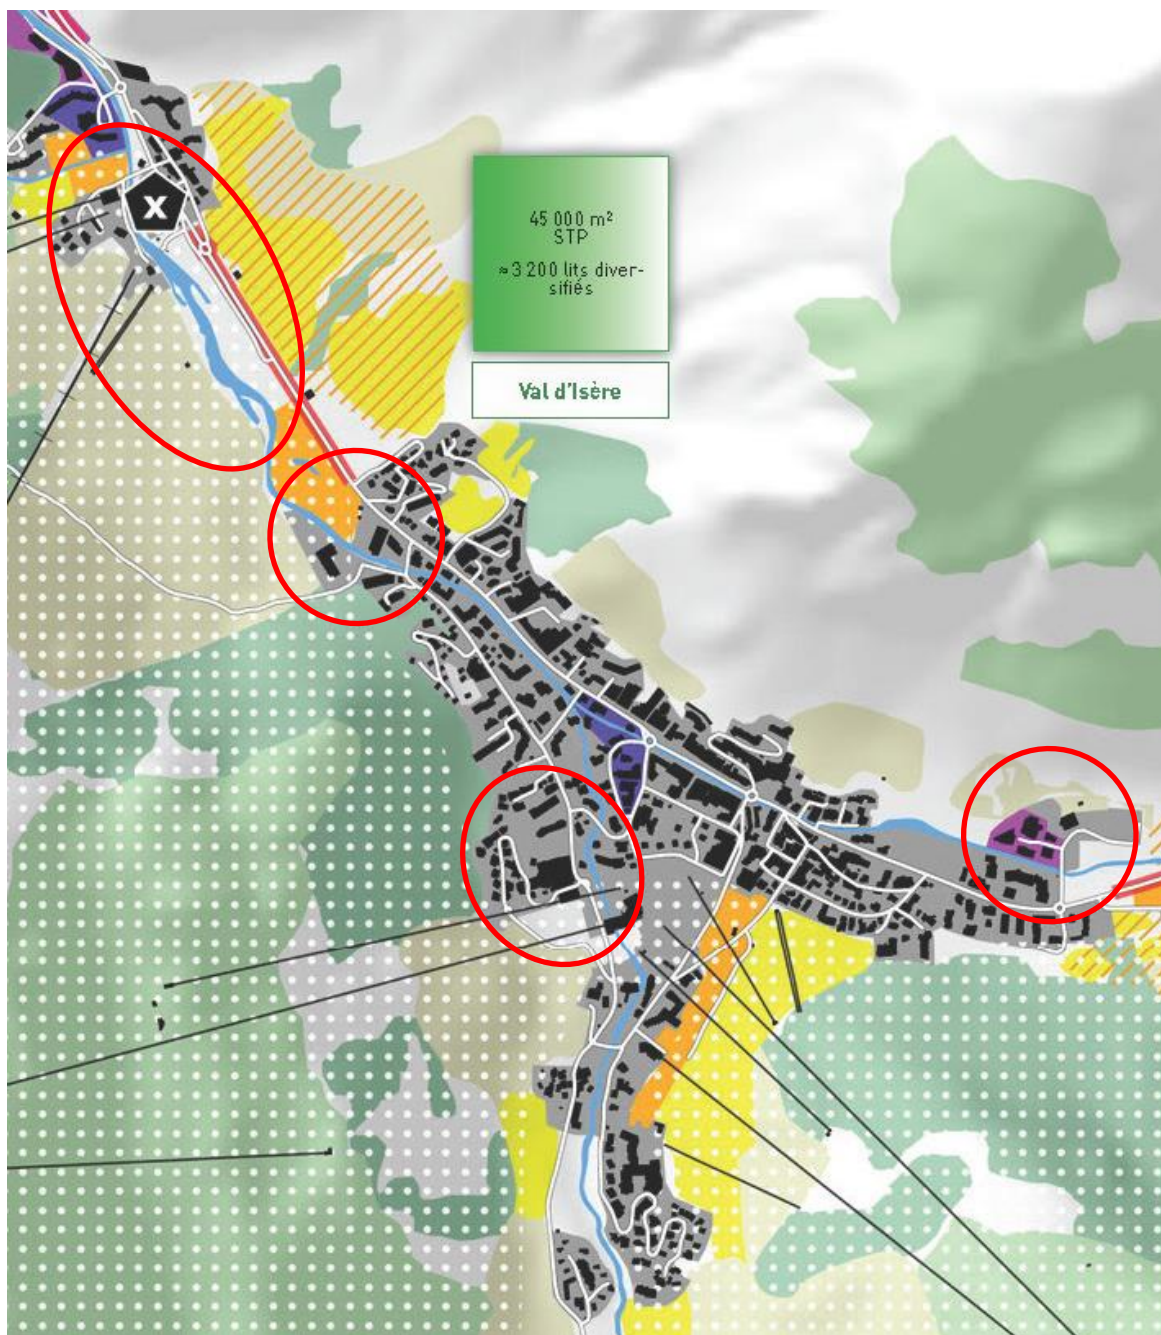 X
45 000 m²
STP
≈3 200 lits diver-
sifiés
Val d'Isère